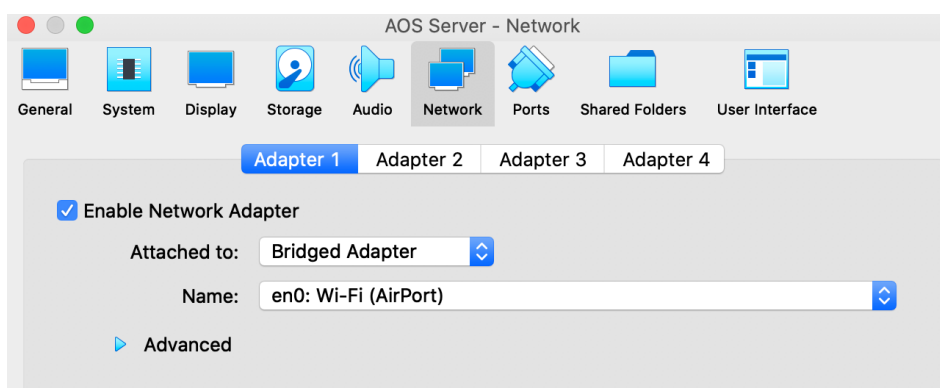 AOS Server - Network
General System Display Storage Audio Network Ports Shared Folders User Interface
Adapter 1 Adapter 2 Adapter 3 Adapter 4
Enable Network Adapter
Attached to: Bridged Adapter
Name: en0: Wi-Fi (AirPort)
Advanced